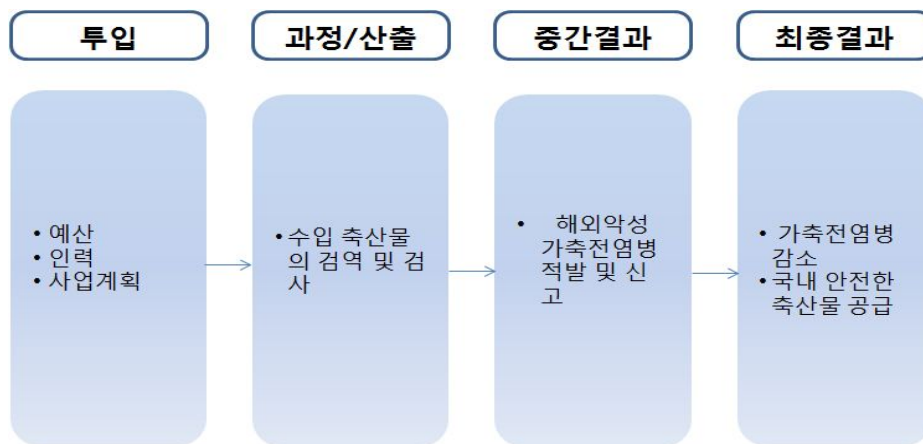 투입
과정/산출
중간결과
최종결과
• 예산
• 인력
• 사업계획
• 수입 축산물
의 검역 및 검
사
• 해외악성
가축전염병
적발 및 신
고
• 가축전염병
감소
• 국내 안전한
축산물 공급